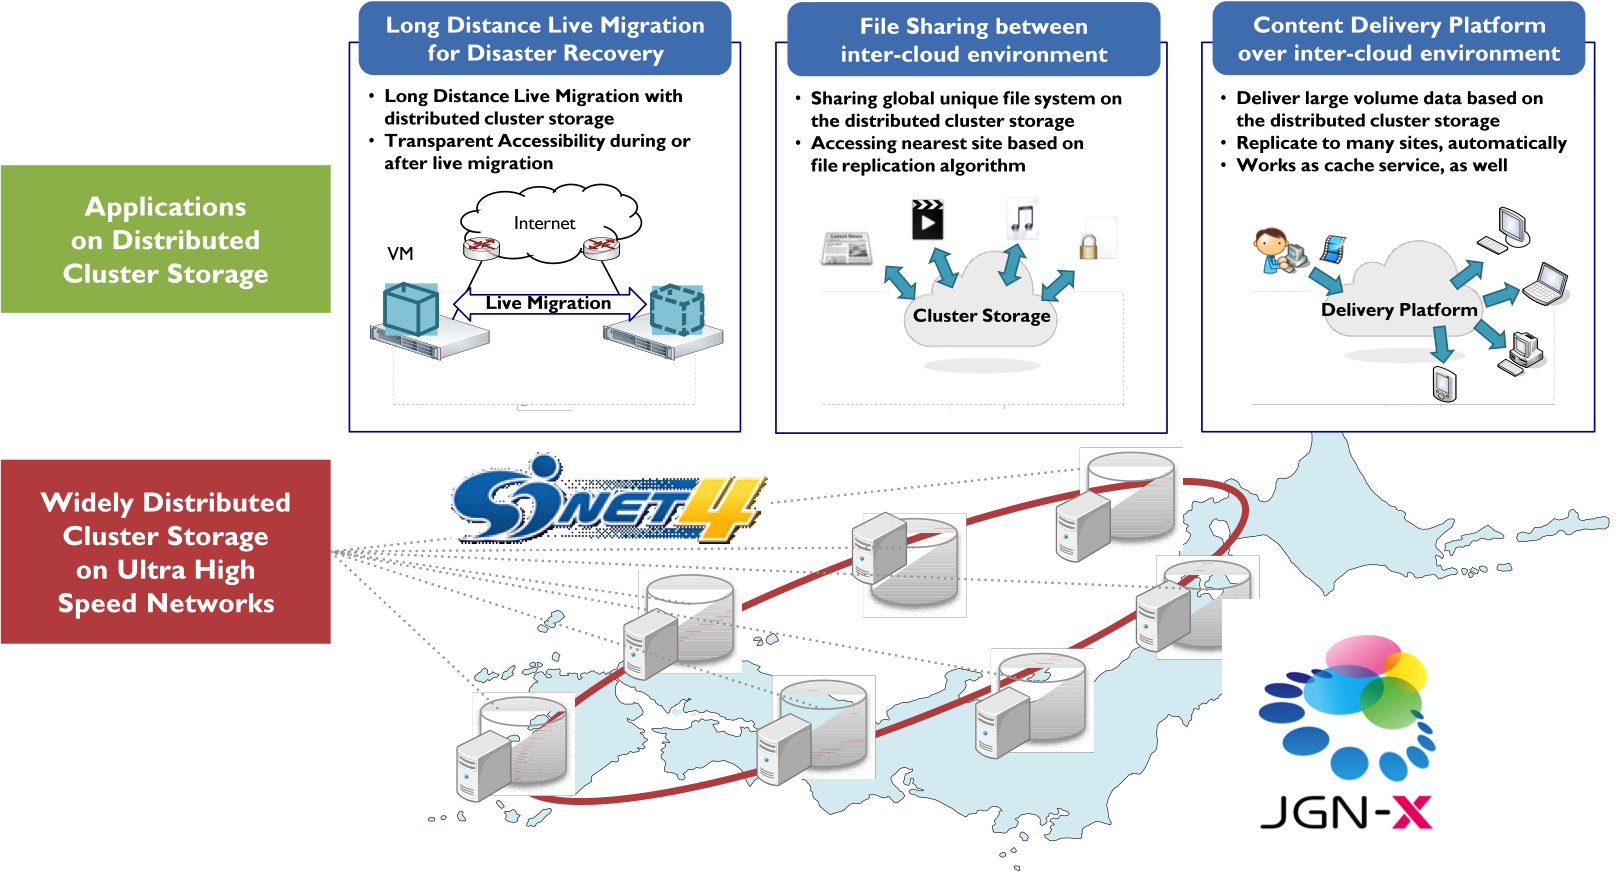 Long Distance Live Migration
for Disaster Recovery
• Long Distance Live Migration with
distributed cluster storage
• Transparent Accessibility during or
after live migration
Internet
VM
Live Migration
File Sharing between
inter-cloud environment
• Sharing global unique file system on
the distributed cluster storage
• Accessing nearest site based on
file replication algorithm
Latest News
Cluster Storage
Content Delivery Platform
over inter-cloud environment
• Deliver large volume data based on
the distributed cluster storage
• Replicate to many sites, automatically
• Works as cache service, as well
Delivery Platform
Applications
on Distributed
Cluster Storage
Widely Distributed
Cluster Storage
on Ultra High
Speed Networks
SINET4
JGN-X